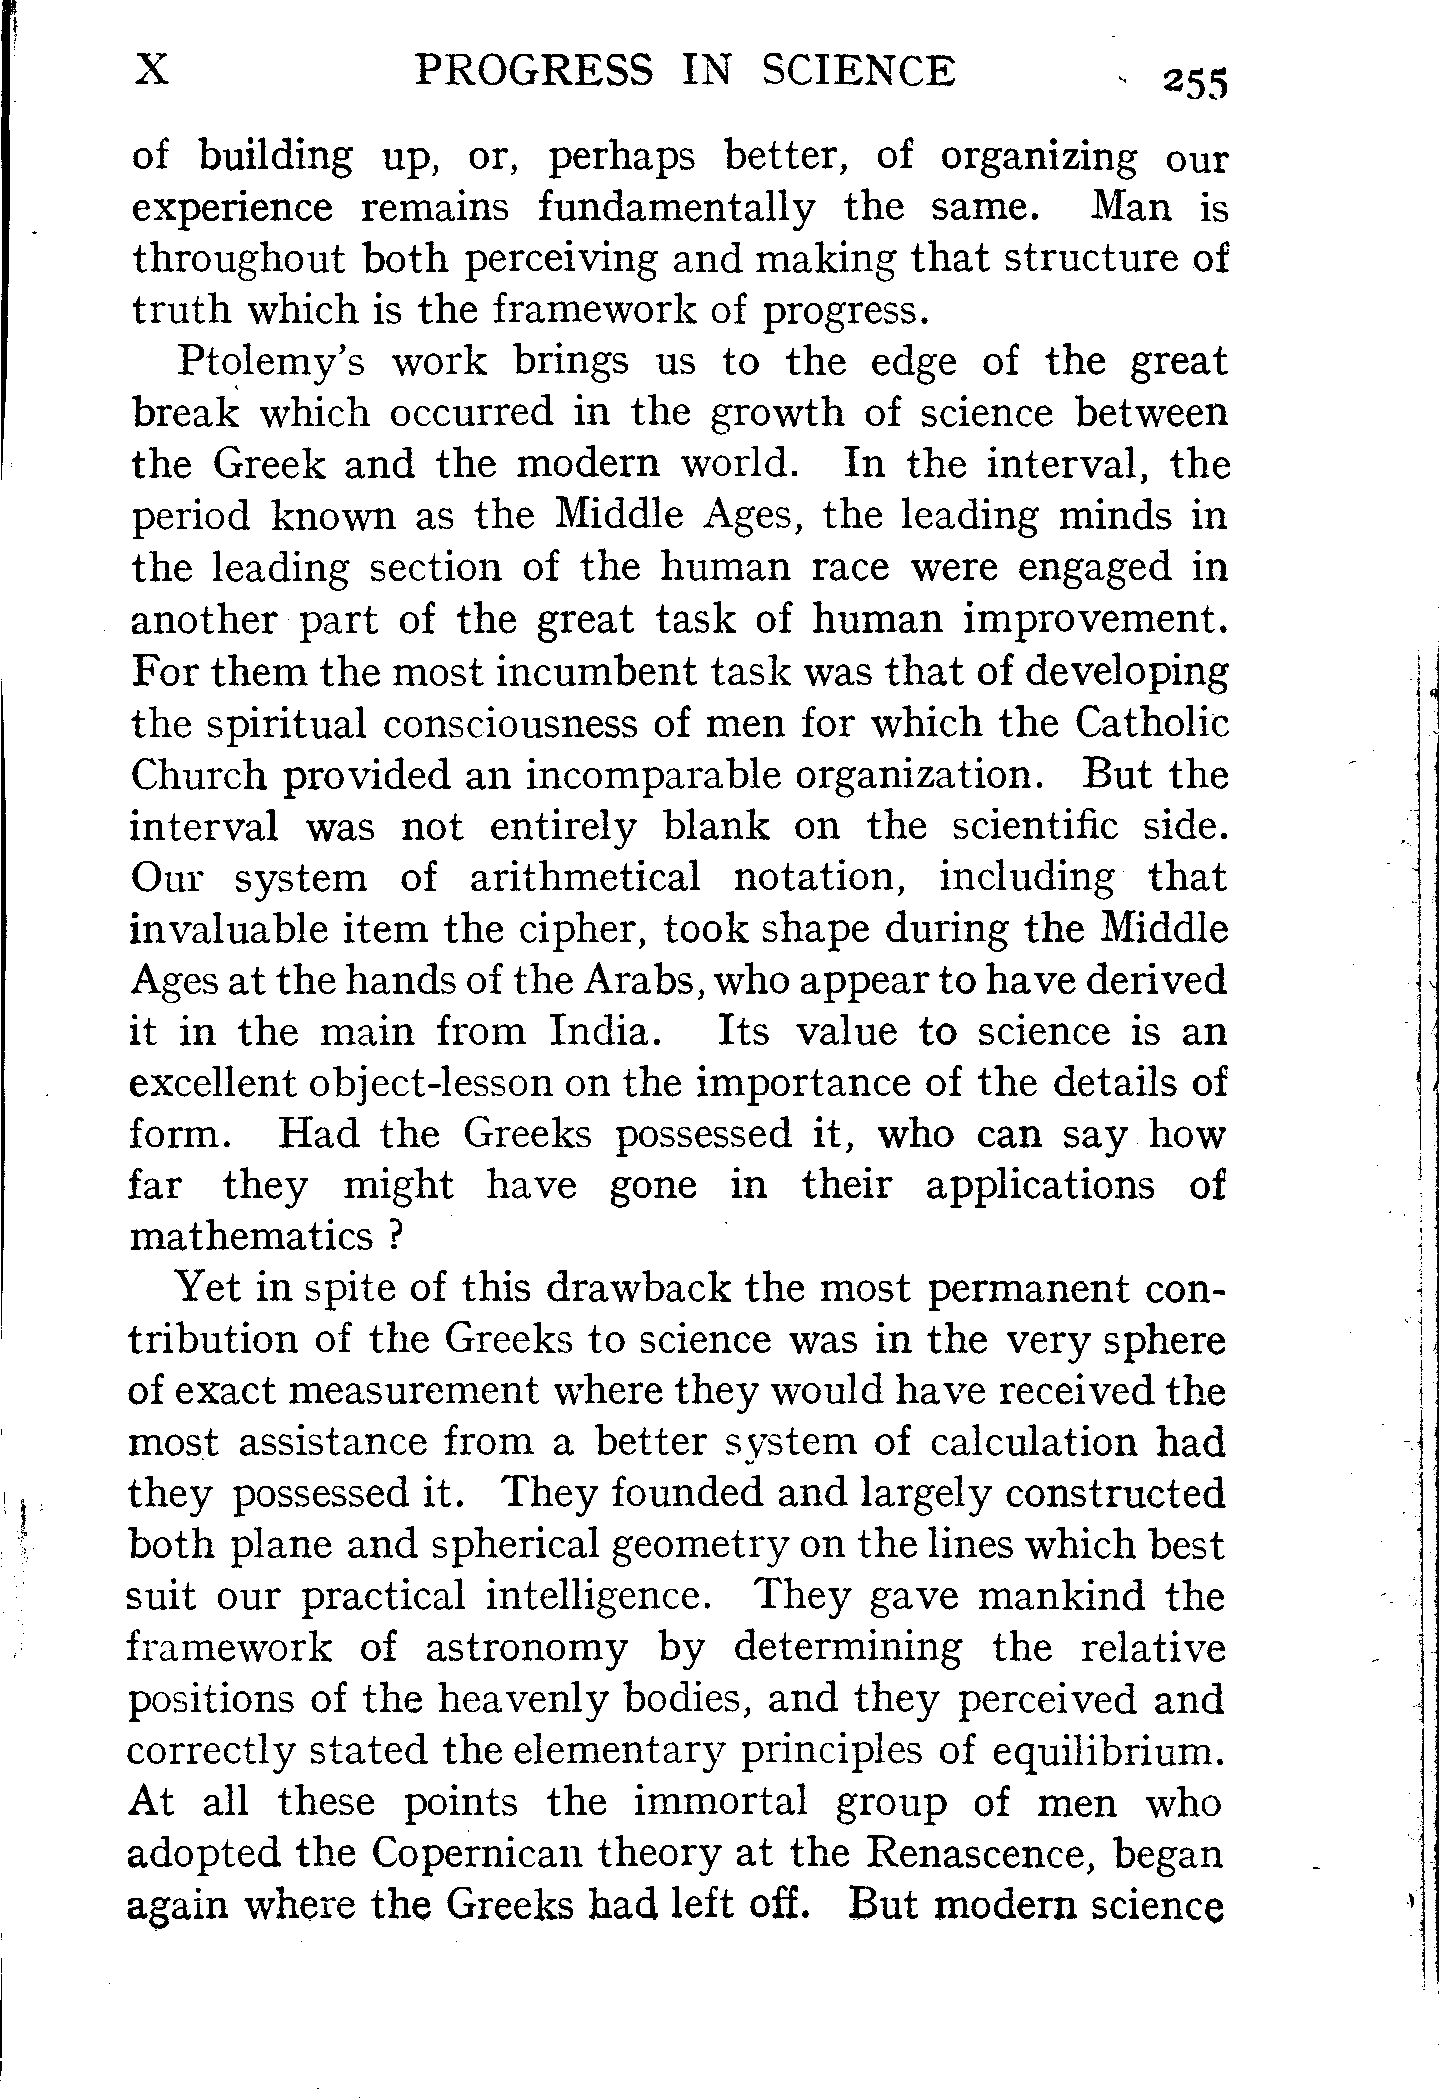 X PROGRESS IN SCIENCE 255
of building up, or, perhaps better, of organizing our
experience remains fundamentally the same. Man is
throughout both perceiving and making that structure of
truth which is the framework of progress.
Ptolemy's work brings us to the edge of the great
break which occurred in the growth of science between
the Greek and the modern world. In the interval, the
period known as the Middle Ages, the leading minds in
the leading section of the human race were engaged in
another part of the great task of human improvement.
For them the most incumbent task was that of developing
the spiritual consciousness of men for which the Catholic
Church provided an incomparable organization. But the
interval was not entirely blank on the scientific side.
Our system of arithmetical notation, including that
invaluable item the cipher, took shape during the Middle
Ages at the hands of the Arabs, who appear to have derived
it in the main from India. Its value to science is an
excellent object-lesson on the importance of the details of
form. Had the Greeks possessed it, who can say how
far they might have gone in their applications of
mathematics ?
Yet in spite of this drawback the most permanent con-
tribution of the Greeks to science was in the very sphere
of exact measurement where they would have received the
most assistance from a better system of calculation had
they possessed it. They founded and largely constructed
both plane and spherical geometry on the lines which best
suit our practical intelligence. They gave mankind the
framework of astronomy by determining the relative
positions of the heavenly bodies, and they perceived and
correctly stated the elementary principles of equilibrium.
At all these points the immortal group of men who
adopted the Copernican theory at the Renascence, began
again where the Greeks had left off. But modern science